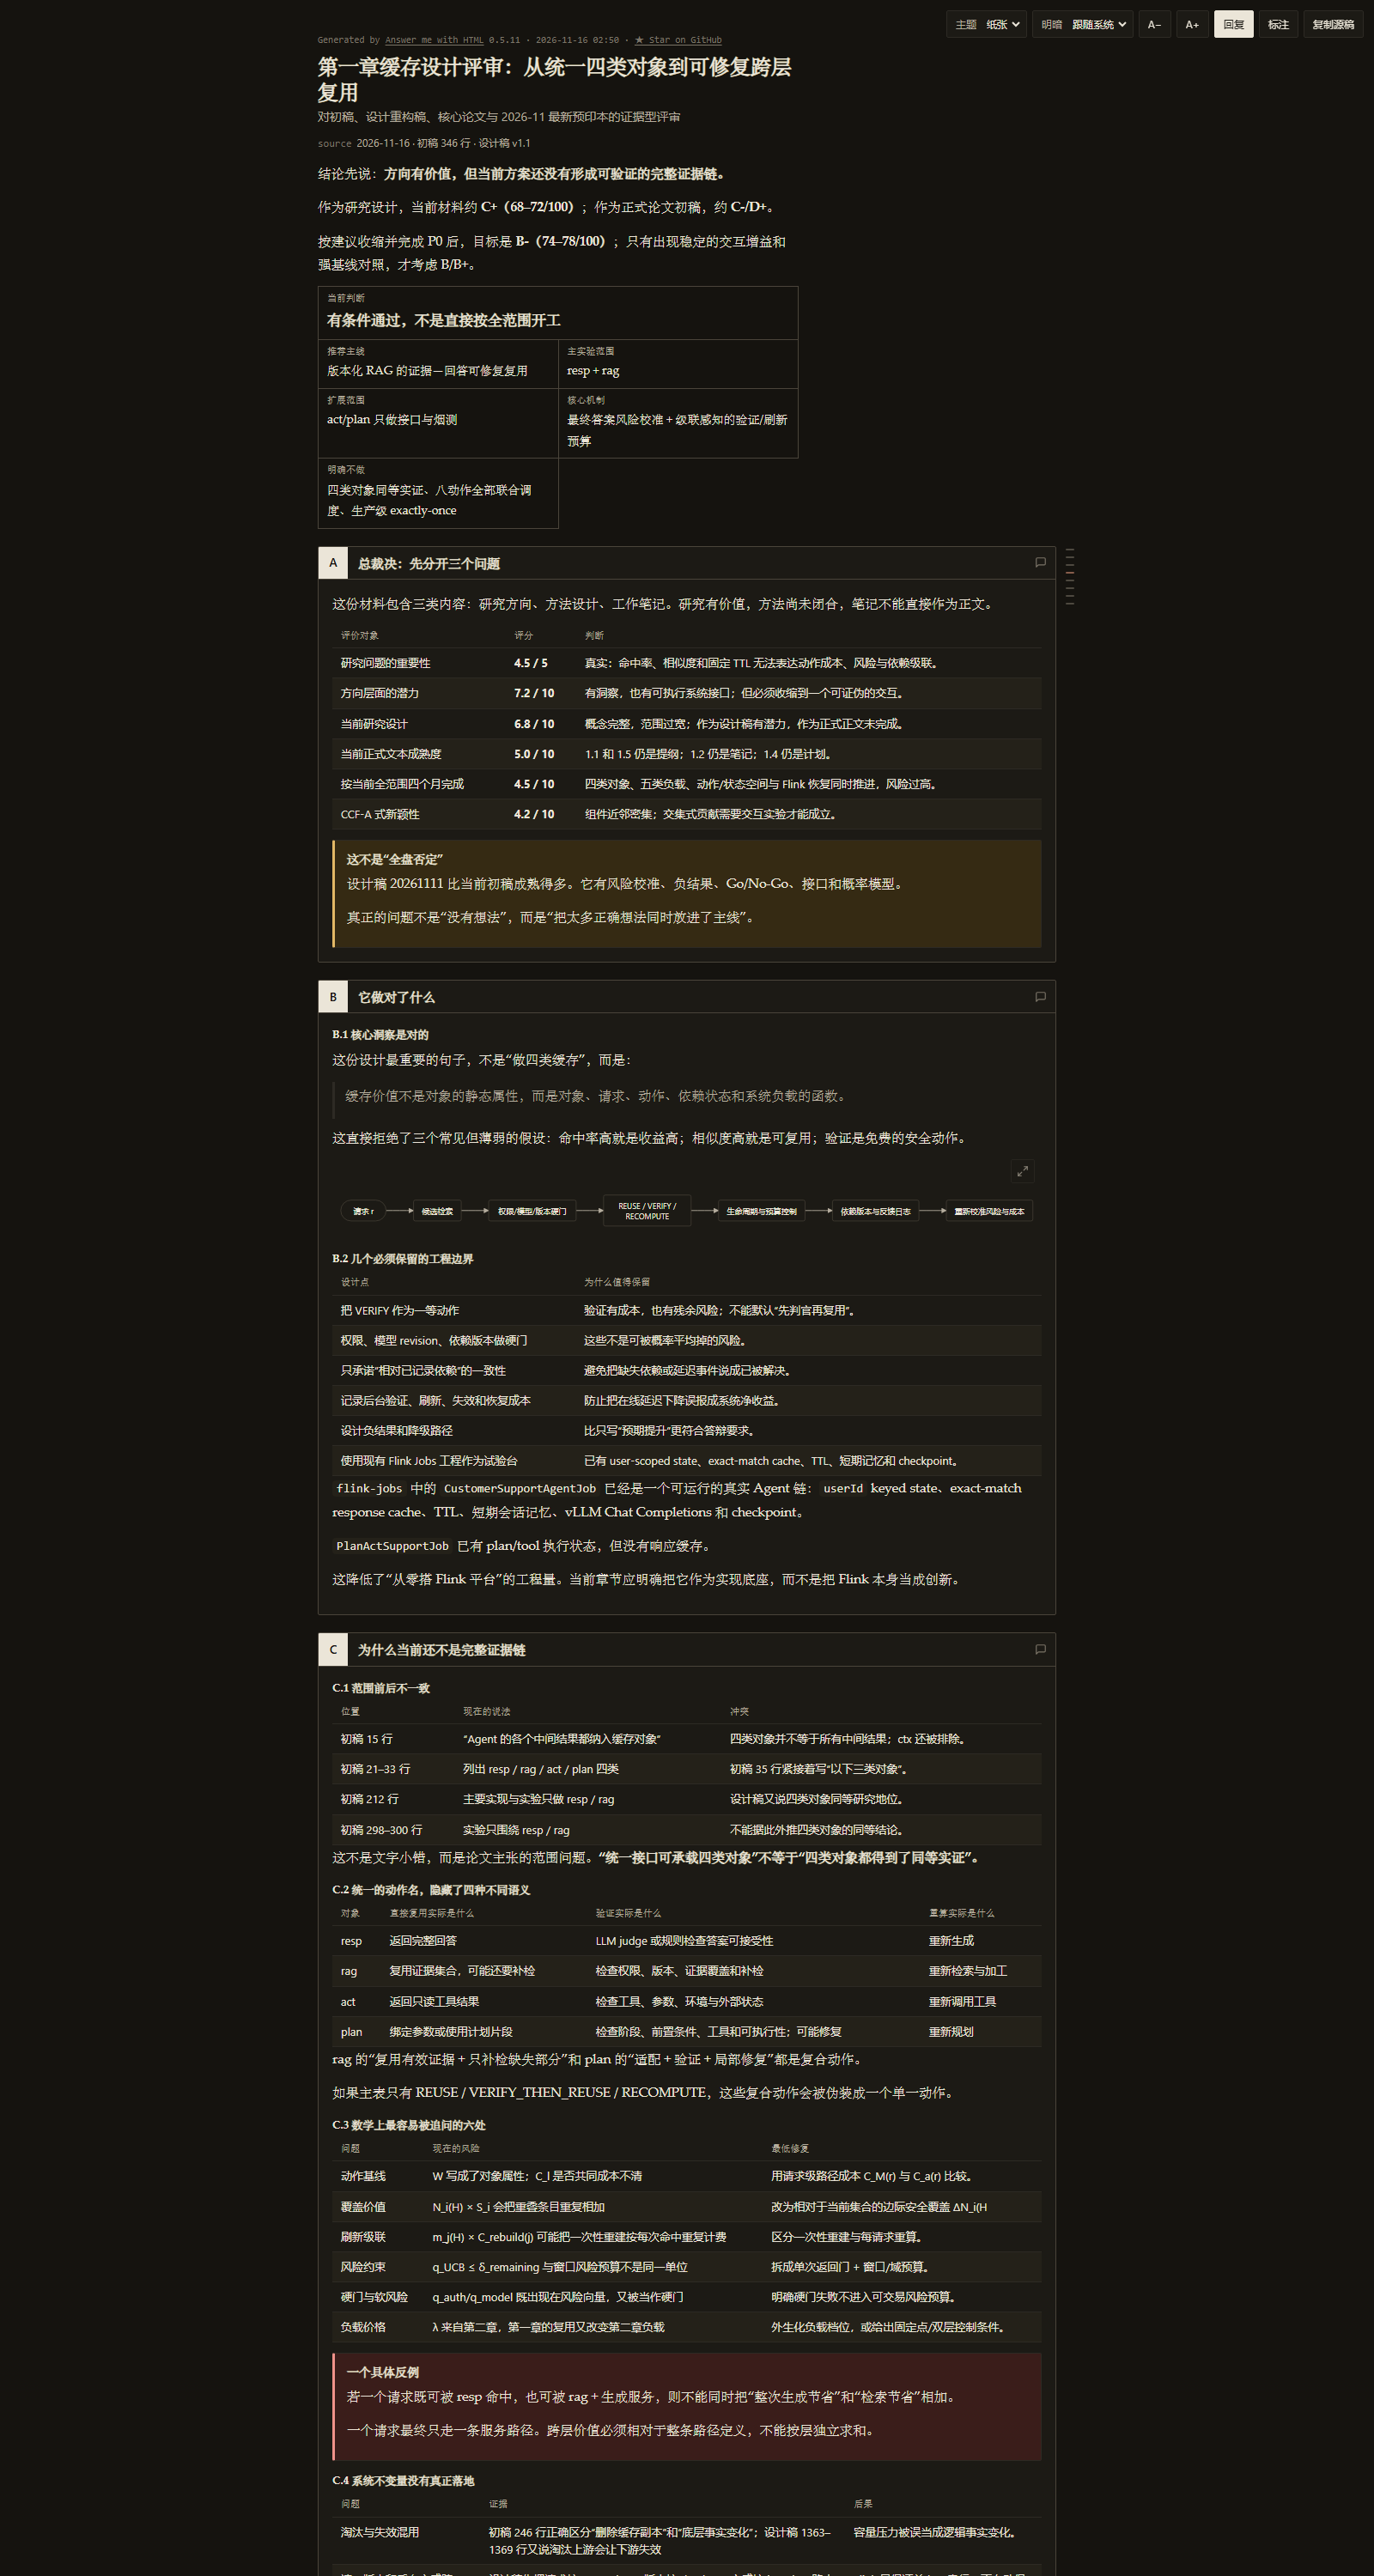 主题 纸张 明暗 跟随系统 A− A+ 回复 标注 复制源稿
Generated by Answer me with HTML 0.5.11 · 2026-11-16 02:50 · ★ Star on GitHub
第一章缓存设计评审：从统一四类对象到可修复跨层
复用
对初稿、设计重构稿、核心论文与 2026-11 最新预印本的证据型评审
source 2026-11-16 · 初稿 346 行 · 设计稿 v1.1
结论先说：方向有价值，但当前方案还没有形成可验证的完整证据链。
作为研究设计，当前材料约 C+（68–72/100）；作为正式论文初稿，约 C-/D+。
按建议收缩并完成 P0 后，目标是 B-（74–78/100）；只有出现稳定的交互增益和
强基线对照，才考虑 B/B+。
当前判断
有条件通过，不是直接按全范围开工
推荐主线
版本化 RAG 的证据—回答可修复复用
主实验范围
resp + rag
扩展范围
act/plan 只做接口与烟测
核心机制
最终答案风险校准 + 级联感知的验证/刷新
预算
明确不做
四类对象同等实证、八动作全部联合调
度、生产级 exactly-once
A 总裁决：先分开三个问题
这份材料包含三类内容：研究方向、方法设计、工作笔记。研究有价值，方法尚未闭合，笔记不能直接作为正文。
评价对象 评分 判断
研究问题的重要性 4.5 / 5 真实：命中率、相似度和固定 TTL 无法表达动作成本、风险与依赖级联。
方向层面的潜力 7.2 / 10 有洞察，也有可执行系统接口；但必须收缩到一个可证伪的交互。
当前研究设计 6.8 / 10 概念完整，范围过宽；作为设计稿有潜力，作为正式正文未完成。
当前正式文本成熟度 5.0 / 10 1.1 和 1.5 仍是提纲；1.2 仍是笔记；1.4 仍是计划。
按当前全范围四个月完成 4.5 / 10 四类对象、五类负载、动作/状态空间与 Flink 恢复同时推进，风险过高。
CCF-A 式新颖性 4.2 / 10 组件近邻密集；交集式贡献需要交互实验才能成立。
这不是“全盘否定”
设计稿 20261111 比当前初稿成熟得多。它有风险校准、负结果、Go/No-Go、接口和概率模型。
真正的问题不是“没有想法”，而是“把太多正确想法同时放进了主线”。
B 它做对了什么
B.1 核心洞察是对的
这份设计最重要的句子，不是“做四类缓存”，而是：
缓存价值不是对象的静态属性，而是对象、请求、动作、依赖状态和系统负载的函数。
这直接拒绝了三个常见但薄弱的假设：命中率高就是收益高；相似度高就是可复用；验证是免费的安全动作。
请求 r 候选检索 权限/模型/版本硬门 REUSE / VERIFY / 生命周期与预算控制 依赖版本与反馈日志 重新校准风险与成本
RECOMPUTE
B.2 几个必须保留的工程边界
设计点 为什么值得保留
把 VERIFY 作为一等动作 验证有成本，也有残余风险；不能默认“先判官再复用”。
权限、模型 revision、依赖版本做硬门 这些不是可被概率平均掉的风险。
只承诺“相对已记录依赖”的一致性 避免把缺失依赖或延迟事件说成已被解决。
记录后台验证、刷新、失效和恢复成本 防止把在线延迟下降误报成系统净收益。
设计负结果和降级路径 比只写“预期提升”更符合答辩要求。
使用现有 Flink Jobs 工程作为试验台 已有 user-scoped state、exact-match cache、TTL、短期记忆和 checkpoint。
flink-jobs 中的 CustomerSupportAgentJob 已经是一个可运行的真实 Agent 链： userId keyed state、exact-match
response cache、TTL、短期会话记忆、vLLM Chat Completions 和 checkpoint。
PlanActSupportJob 已有 plan/tool 执行状态，但没有响应缓存。
这降低了“从零搭 Flink 平台”的工程量。当前章节应明确把它作为实现底座，而不是把 Flink 本身当成创新。
C 为什么当前还不是完整证据链
C.1 范围前后不一致
位置 现在的说法 冲突
初稿 15 行 “Agent 的各个中间结果都纳入缓存对象” 四类对象并不等于所有中间结果；ctx 还被排除。
初稿 21–33 行 列出 resp / rag / act / plan 四类 初稿 35 行紧接着写“以下三类对象”。
初稿 212 行 主要实现与实验只做 resp / rag 设计稿又说四类对象同等研究地位。
初稿 298–300 行 实验只围绕 resp / rag 不能据此外推四类对象的同等结论。
这不是文字小错，而是论文主张的范围问题。“统一接口可承载四类对象”不等于“四类对象都得到了同等实证”。
C.2 统一的动作名，隐藏了四种不同语义
对象 直接复用实际是什么 验证实际是什么 重算实际是什么
resp 返回完整回答 LLM judge 或规则检查答案可接受性 重新生成
rag 复用证据集合，可能还要补检 检查权限、版本、证据覆盖和补检 重新检索与加工
act 返回只读工具结果 检查工具、参数、环境与外部状态 重新调用工具
plan 绑定参数或使用计划片段 检查阶段、前置条件、工具和可执行性；可能修复 重新规划
rag 的“复用有效证据 + 只补检缺失部分”和 plan 的“适配 + 验证 + 局部修复”都是复合动作。
如果主表只有 REUSE / VERIFY_THEN_REUSE / RECOMPUTE，这些复合动作会被伪装成一个单一动作。
C.3 数学上最容易被追问的六处
问题 现在的风险 最低修复
动作基线 W 写成了对象属性；C_l 是否共同成本不清 用请求级路径成本 C_M(r) 与 C_a(r) 比较。
覆盖价值 N_i(H) × S_i 会把重叠条目重复相加 改为相对于当前集合的边际安全覆盖 ΔN_i(H
刷新级联 m_j(H) × C_rebuild(j) 可能把一次性重建按每次命中重复计费 区分一次性重建与每请求重算。
风险约束 q_UCB ≤ δ_remaining 与窗口风险预算不是同一单位 拆成单次返回门 + 窗口/域预算。
硬门与软风险 q_auth/q_model 既出现在风险向量，又被当作硬门 明确硬门失败不进入可交易风险预算。
负载价格 λ 来自第二章，第一章的复用又改变第二章负载 外生化负载档位，或给出固定点/双层控制条件。
一个具体反例
若一个请求既可被 resp 命中，也可被 rag + 生成服务，则不能同时把“整次生成节省”和“检索节省”相加。
一个请求最终只走一条服务路径。跨层价值必须相对于整条路径定义，不能按层独立求和。
C.4 系统不变量没有真正落地
问题 证据 后果
淘汰与失效混用 初稿 246 行正确区分“删除缓存副本”和“底层事实变化”；设计稿 1363– 容量压力被误当成逻辑事实变化。
1369 行又说淘汰上游会让下游失效